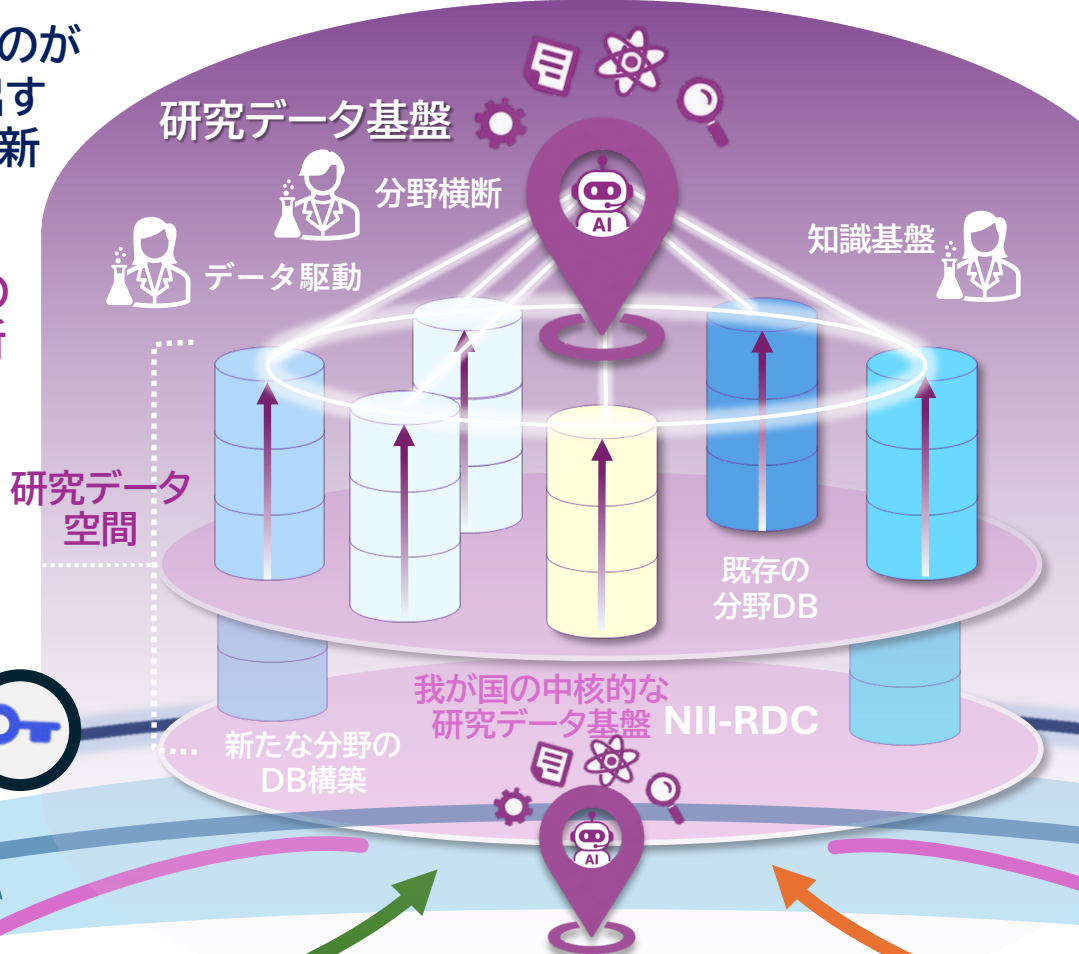 のが
出す
新
研究データ基盤
分野横断
AI
知識基盤
データ駆動
の
研究データ
空間
既存の
分野DB
我が国の中核的な
研究データ基盤 NII-RDC
新たな分野の
DB構築
AI